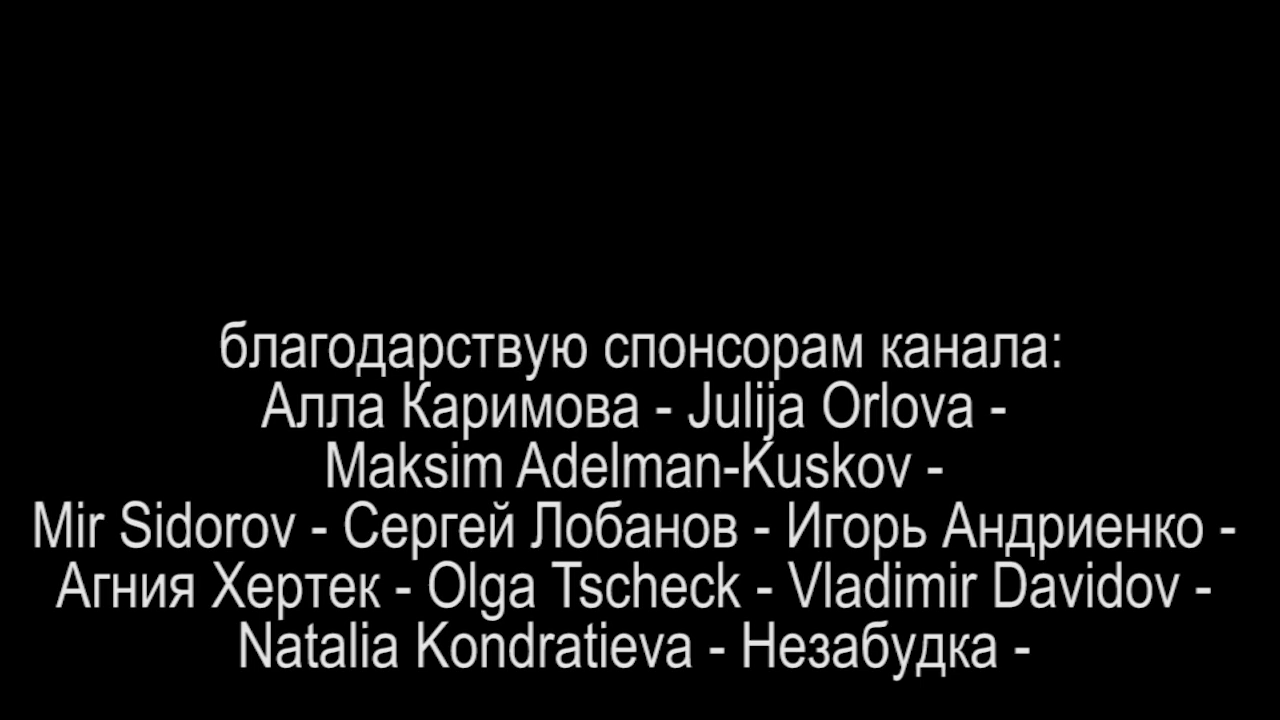 благодарствую спонсорам канала:
Алла Каримова - Julija Orlova -
Maksim Adelman-Kuskov -
Mir Sidorov - Сергей Лобанов - Игорь Андриенко -
Агния Хертек - Olga Tscheck - Vladimir Davidov -
Natalia Kondratieva - Незабудка -